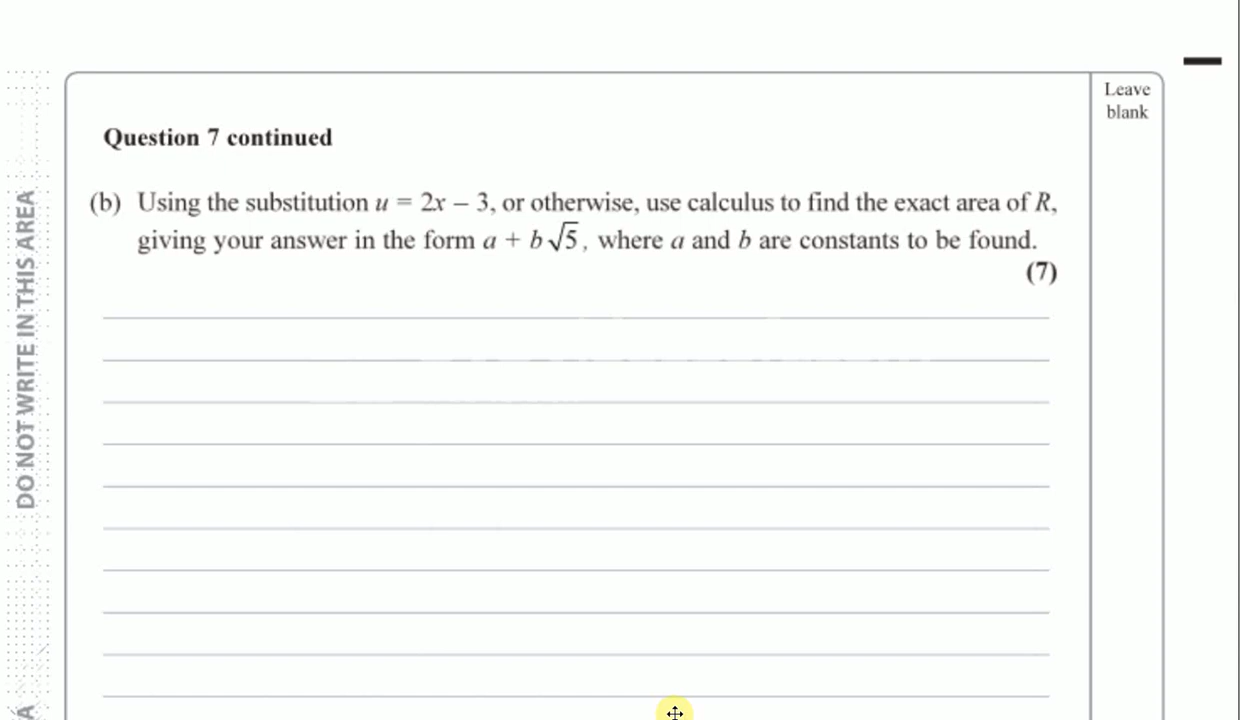 Leave
blank
Question 7 continued
(b) Using the substitution u = 2x – 3, or otherwise, use calculus to find the exact area of R,
giving your answer in the form a + b√5, where a and b are constants to be found.
(7)
DO NOT WRITE IN THIS AREA
A